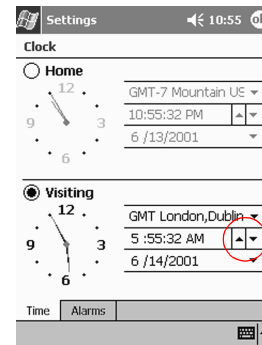 Settings 10:55 ok
Clock
Home
12
9 3
6
GMT-7 Mountain US
10:55:32 PM
6 /13/2001
Visiting
12
9 3
6
GMT London,Dublin
5 :55:32 AM
6 /14/2001
Time Alarms